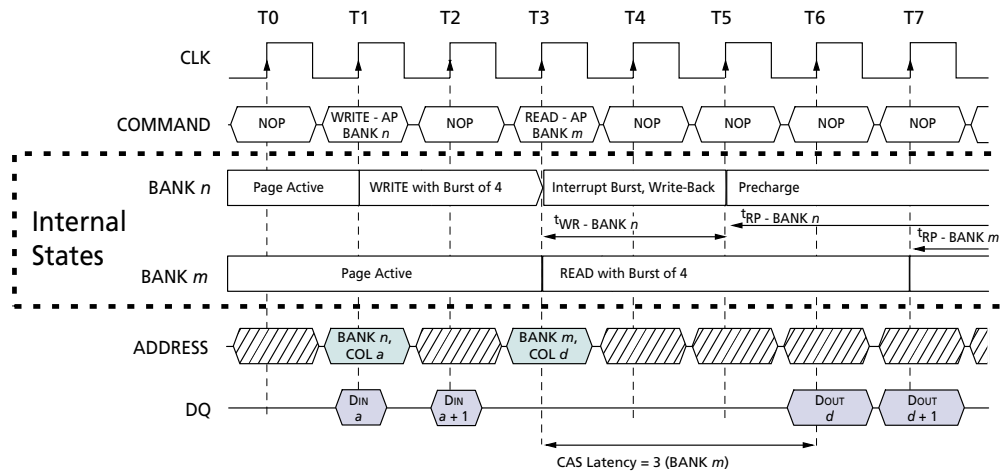 T0 T1 T2 T3 T4 T5 T6 T7
CLK
COMMAND NOP WRITE - AP BANK n NOP READ - AP BANK m NOP NOP NOP NOP
BANK n Page Active WRITE with Burst of 4 Interrupt Burst, Write-Back Precharge
Internal States
tWR - BANK n tRP - BANK n
tRP - BANK m
BANK m Page Active READ with Burst of 4
ADDRESS BANK n, COL a BANK m, COL d
DQ DIN a DIN a + 1 DOUT d DOUT d + 1
CAS Latency = 3 (BANK m)